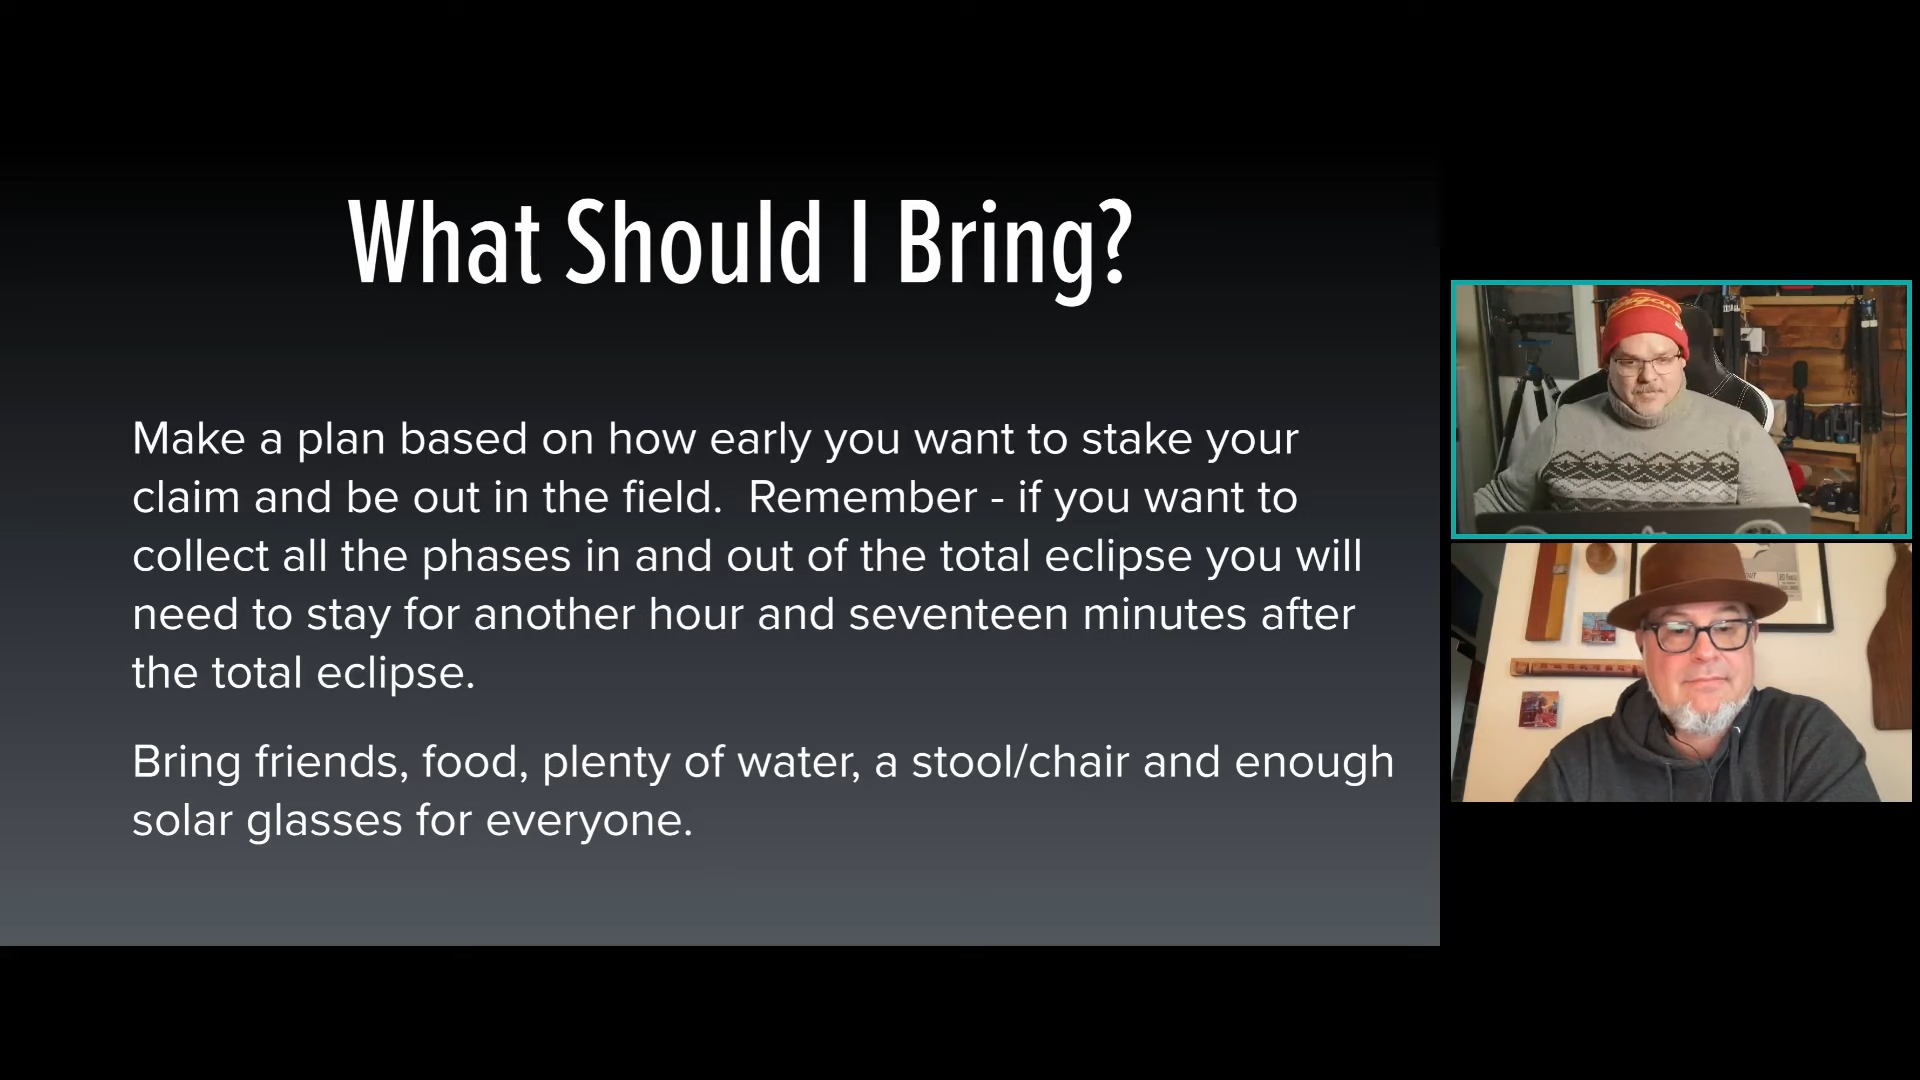 What Should I Bring?
Make a plan based on how early you want to stake your
claim and be out in the field.  Remember - if you want to
collect all the phases in and out of the total eclipse you will
need to stay for another hour and seventeen minutes after
the total eclipse.
Bring friends, food, plenty of water, a stool/chair and enough
solar glasses for everyone.